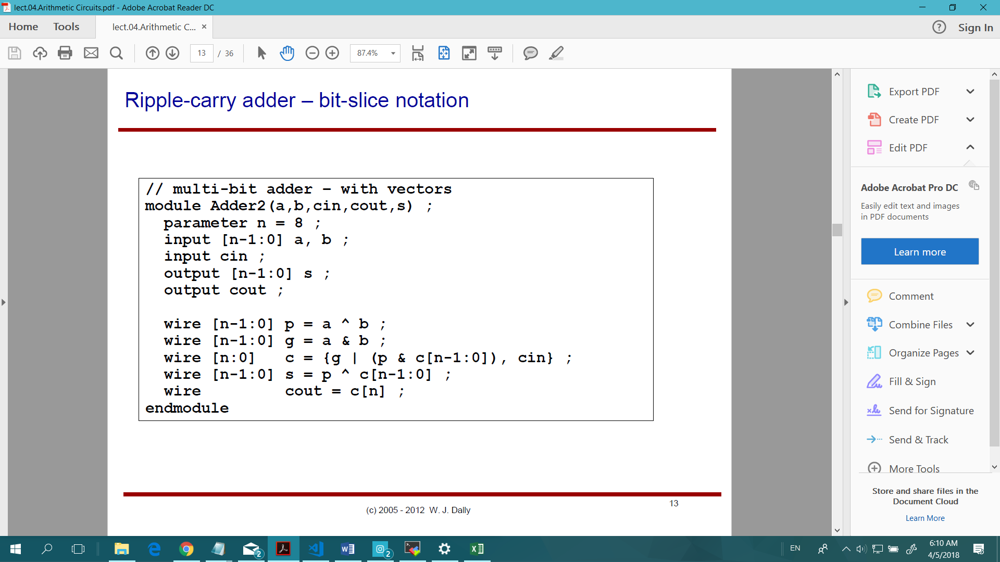 lect.04.Arithmetic Circuits.pdf - Adobe Acrobat Reader DC
Home Tools lect.04.Arithmetic C... × ? Sign In
13 / 36 87.4%
Ripple-carry adder – bit-slice notation
// multi-bit adder – with vectors
module Adder2(a,b,cin,cout,s) ;
  parameter n = 8 ;
  input [n-1:0] a, b ;
  input cin ;
  output [n-1:0] s ;
  output cout ;
  wire [n-1:0] p = a ^ b ;
  wire [n-1:0] g = a & b ;
  wire [n:0]   c = {g | (p & c[n-1:0]), cin} ;
  wire [n-1:0] s = p ^ c[n-1:0] ;
  wire         cout = c[n] ;
endmodule
13
(c) 2005 - 2012 W. J. Dally
Export PDF
Create PDF
Edit PDF
Adobe Acrobat Pro DC
Easily edit text and images
in PDF documents
Learn more
Comment
Combine Files
Organize Pages
Fill & Sign
Send for Signature
Send & Track
More Tools
Store and share files in the
Document Cloud
Learn More
2
2
EN
6:10 AM
4/5/2018